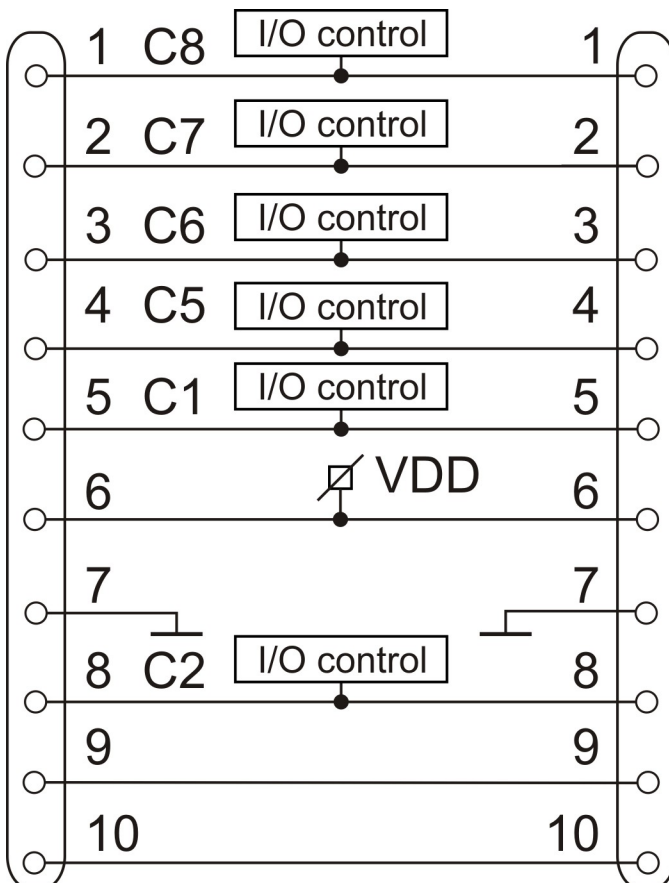 1 C8 I/O control 1
2 C7 I/O control 2
3 C6 I/O control 3
4 C5 I/O control 4
5 C1 I/O control 5
6 VDD 6
7 7
8 C2 I/O control 8
9 9
10 10